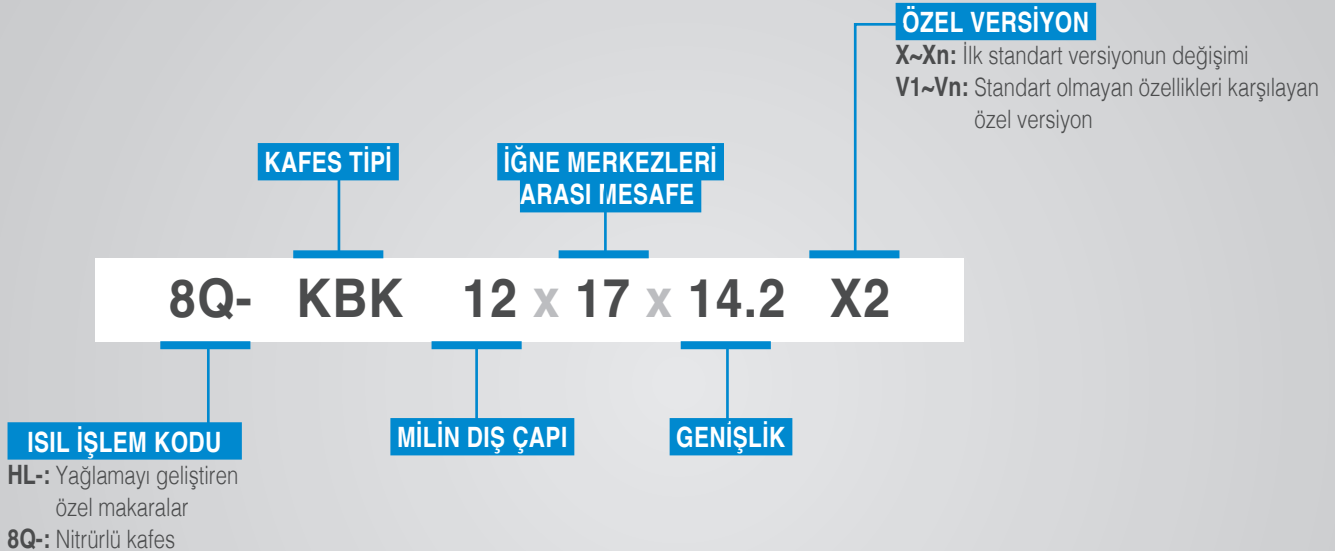 ÖZEL VERSİYON
X~Xn: İlk standart versiyonun değişimi
V1~Vn: Standart olmayan özellikleri karşılayan
özel versiyon
KAFES TİPİ
İĞNE MERKEZLERİ
ARASI MESAFE
8Q- KBK 12 x 17 x 14.2 X2
ISIL İŞLEM KODU
HL-: Yağlamayı geliştiren
özel makaralar
8Q-: Nitrürlü kafes
MİLİN DIŞ ÇAPI
GENİŞLİK